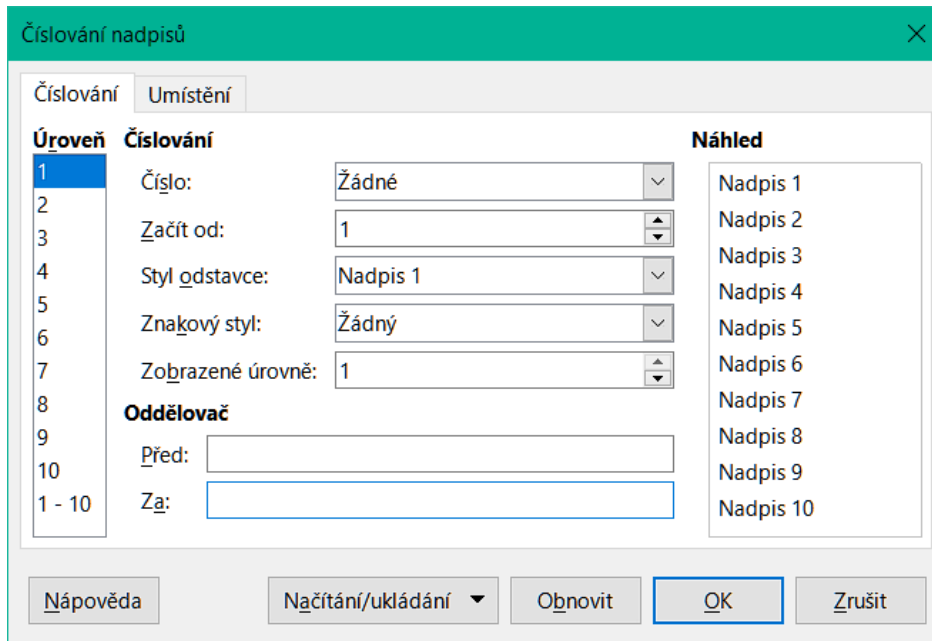 Číslování nadpisů
Číslování
Umístění
Úroveň
1
2
3
4
5
6
7
8
9
10
1 - 10
Číslování
Číslo: Žádné
Začít od: 1
Styl odstavce: Nadpis 1
Znakový styl: Žádný
Zobrazené úrovně: 1
Oddělovač
Před:
Za:
Náhled
Nadpis 1
Nadpis 2
Nadpis 3
Nadpis 4
Nadpis 5
Nadpis 6
Nadpis 7
Nadpis 8
Nadpis 9
Nadpis 10
Nápověda
Načítání/ukládání
Obnovit
OK
Zrušit